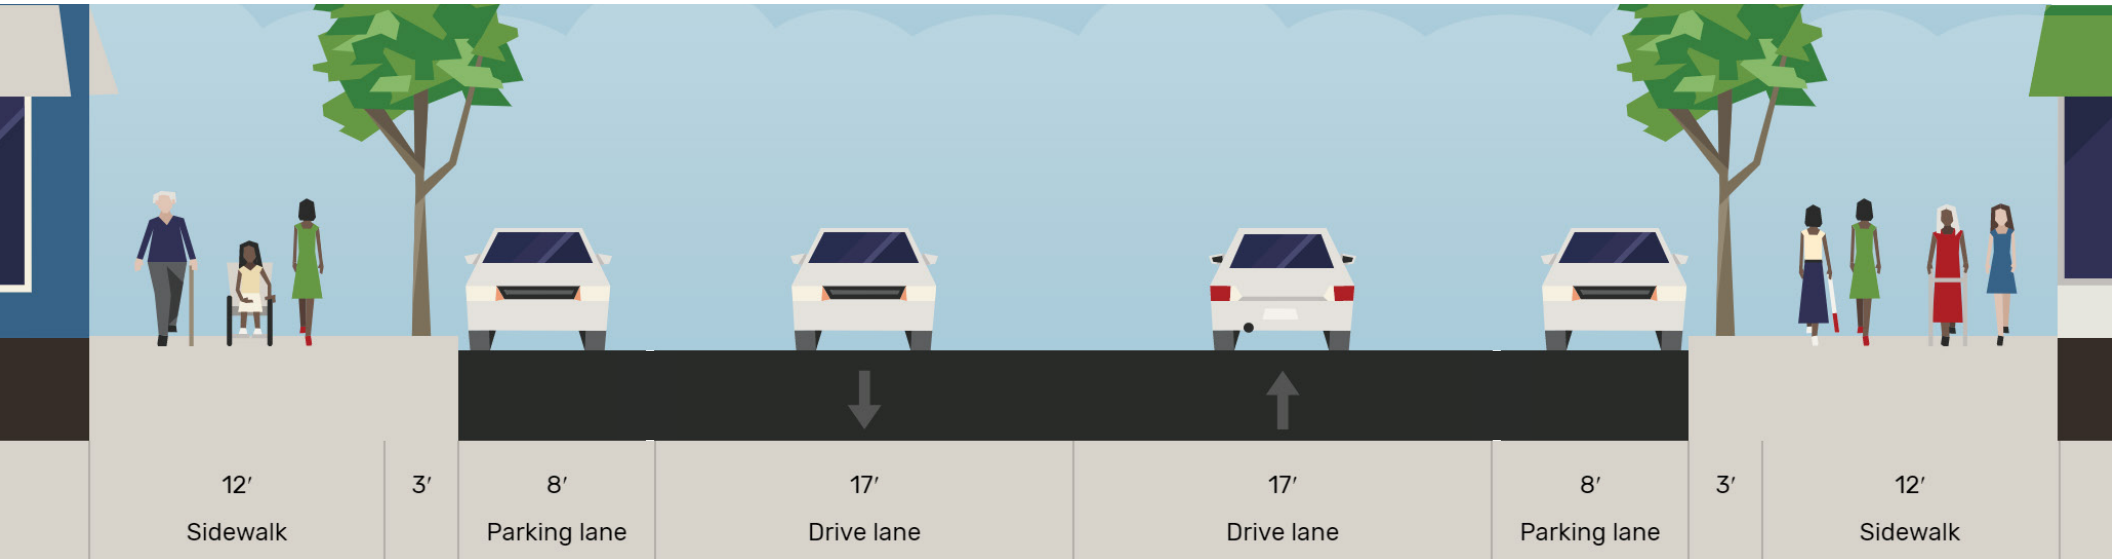 12′ 3′ 8′ 17′ 17′ 8′ 3′ 12′
Sidewalk Parking lane Drive lane Drive lane Parking lane Sidewalk